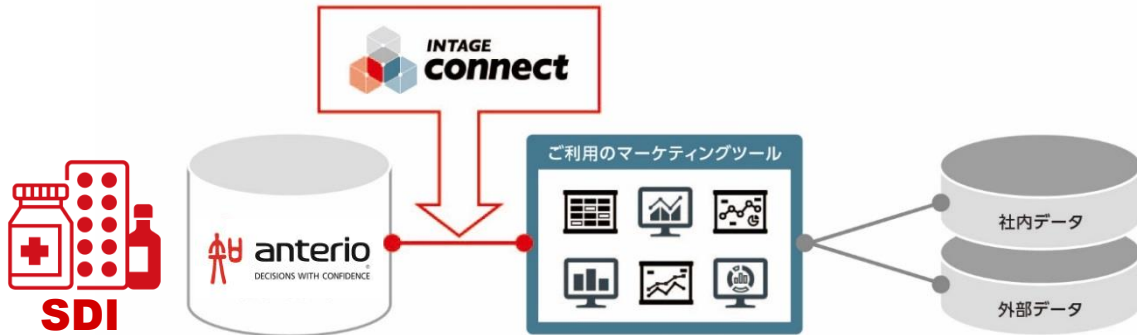 INTAGE
connect
ご利用のマーケティングツール
社内データ
anterio
DECISIONS WITH CONFIDENCE
SDI
外部データ